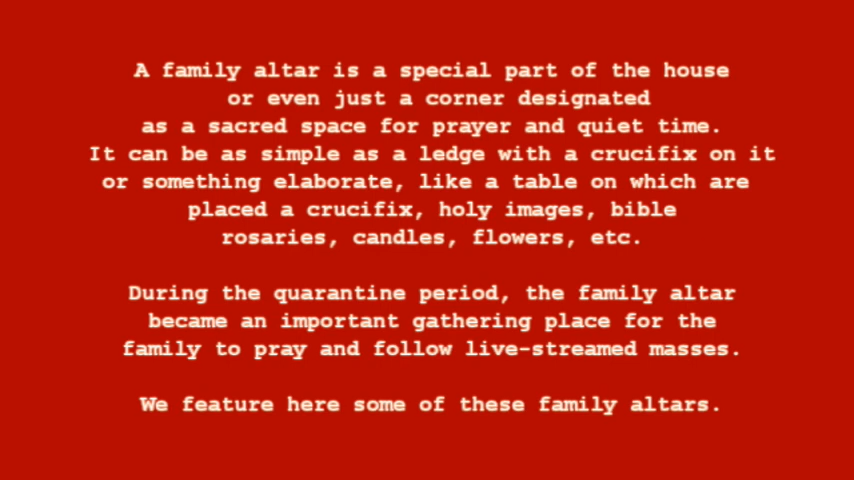 A family altar is a special part of the house
or even just a corner designated
as a sacred space for prayer and quiet time.
It can be as simple as a ledge with a crucifix on it
or something elaborate, like a table on which are
placed a crucifix, holy images, bible
rosaries, candles, flowers, etc.
During the quarantine period, the family altar
became an important gathering place for the
family to pray and follow live-streamed masses.
We feature here some of these family altars.